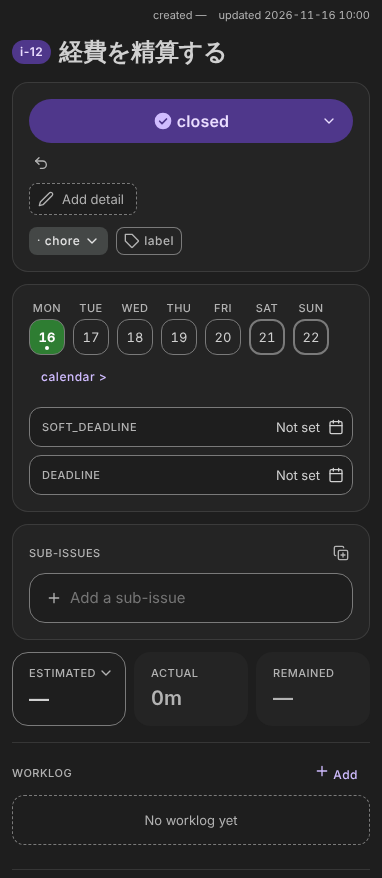 created — updated 2026-11-16 10:00
i-12 経費を精算する
closed
Add detail
· chore label
MON TUE WED THU FRI SAT SUN
16 17 18 19 20 21 22
calendar >
SOFT_DEADLINE Not set
DEADLINE Not set
SUB-ISSUES
+ Add a sub-issue
ESTIMATED ACTUAL REMAINED
— 0m —
WORKLOG + Add
No worklog yet